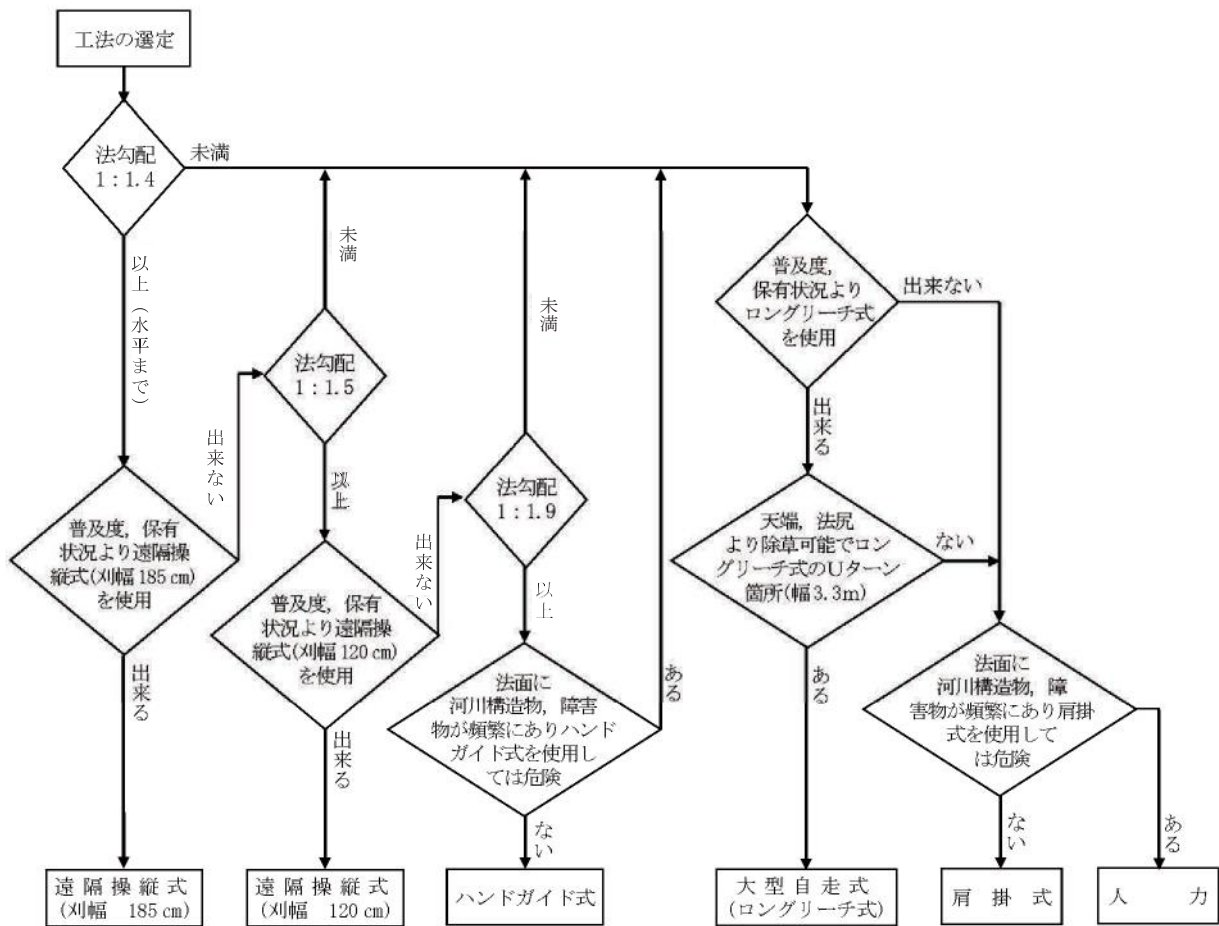 工法の選定
法勾配
1：1.4
未満
以上（水平まで）
普及度，保有
状況より遠隔操
縦式(刈幅185㎝)
を使用
出来ない
出来る
遠隔操縦式
(刈幅　185㎝)
未満
法勾配
1：1.5
以上
普及度，保有
状況より遠隔操
縦式(刈幅120㎝)
を使用
出来ない
出来る
遠隔操縦式
(刈幅　120㎝)
未満
法勾配
1：1.9
以上
法面に
河川構造物，障害
物が頻繁にありハンド
ガイド式を使用し
ては危険
ある
ない
ハンドガイド式
普及度，
保有状況より
ロングリーチ式
を使用
出来ない
出来る
天端，法尻
より除草可能でロン
グリーチ式のUターン
箇所(幅3.3m)
ない
ある
大型自走式
(ロングリーチ式)
法面に
河川構造物，障
害物が頻繁にあり肩掛
式を使用して
は危険
ない
ある
肩掛式
人力